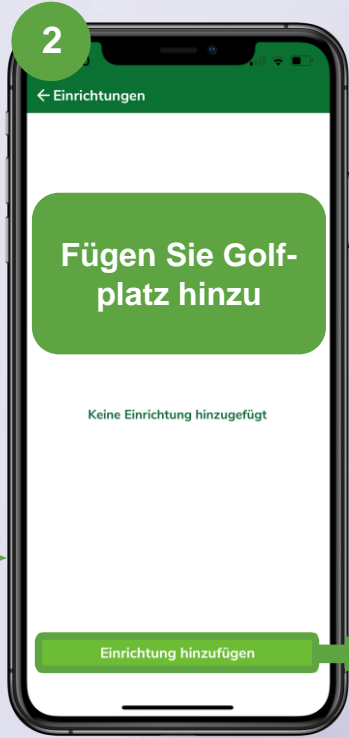 2
← Einrichtungen
Fügen Sie Golf-
platz hinzu
Keine Einrichtung hinzugefügt
Einrichtung hinzufügen